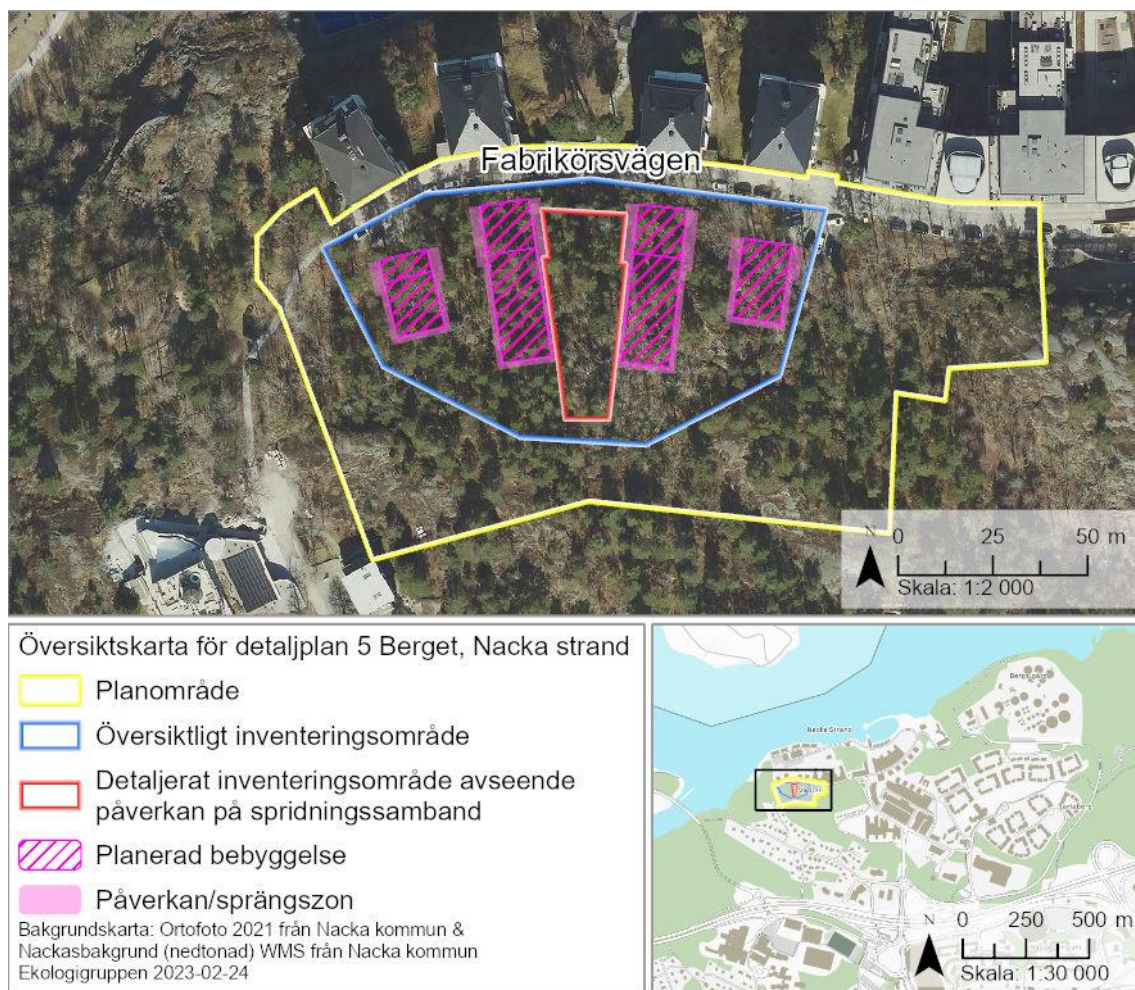 Fabrikörsvägen
N
0 25 50 m
Skala: 1:2 000
Översiktskarta för detaljplan 5 Berget, Nacka strand
Planområde
Översiktligt inventeringsområde
Detaljerat inventeringsområde avseende
påverkan på spridningssamband
Planerad bebyggelse
Påverkan/sprängszon
Bakgrundskarta: Ortofoto 2021 från Nacka kommun &
Nackasbakgrund (nedtonad) WMS från Nacka kommun
Ekologigruppen 2023-02-24
Nacka Strand
N
0 250 500 m
Skala: 1:30 000